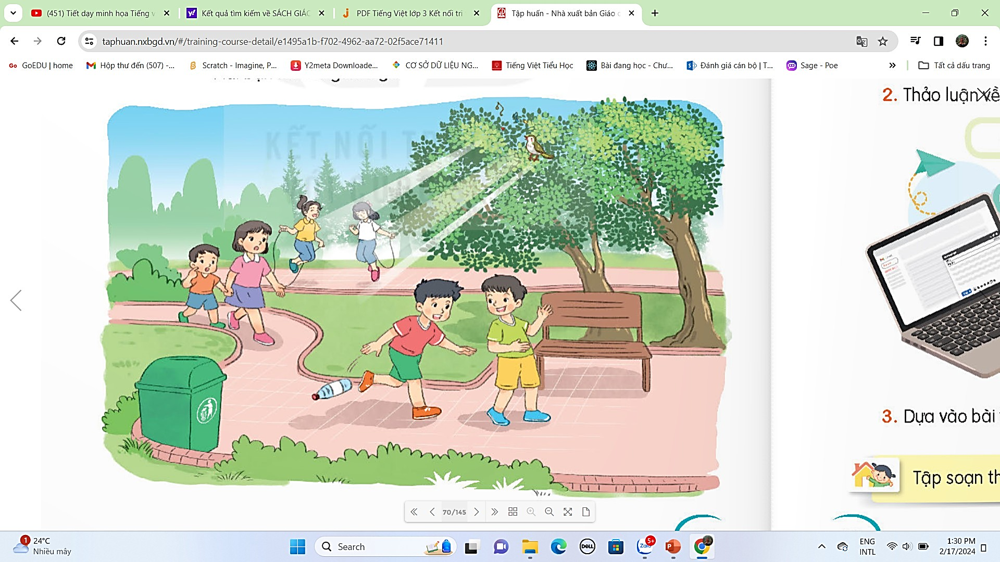 (451) Tiết dạy minh họa Tiếng v
Kết quả tìm kiếm về SÁCH GIÁC
PDF Tiếng Việt lớp 3 Kết nối tri
Tập huấn - Nhà xuất bản Giáo c
taphuan.nxbgd.vn/#/training-course-detail/e1495a1b-f702-4962-aa72-02f5ace71411
GoEDU | home
Hộp thư đến (507) -...
Scratch - Imagine, P...
Y2meta Downloade...
CƠ SỞ DỮ LIỆU NG...
Tiếng Việt Tiểu Học
Bài đang học - Chư...
Đánh giá cán bộ | T...
Sage - Poe
Tất cả dấu trang
KẾT NỐI T
2. Thảo luận về
3. Dựa vào bài
Tập soạn th
70/145
1
24°C
Nhiều mây
Search
DELL
Zalo
5+
ENG
INTL
1:30 PM
2/17/2024